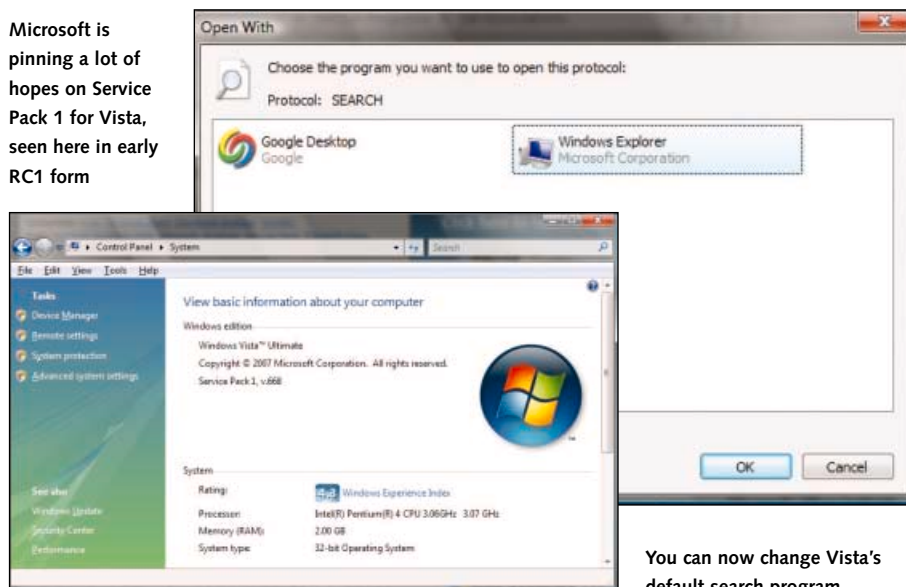 Microsoft is
pinning a lot of
hopes on Service
Pack 1 for Vista,
seen here in early
RC1 form
Open With
Choose the program you want to use to open this protocol:
Protocol: SEARCH
Google Desktop
Google
Windows Explorer
Microsoft Corporation
OK
Cancel
Control Panel
System
Search
File Edit View Tools Help
Tasks
Device Manager
Remote settings
System protection
Advanced system settings
See also
Windows Update
Security Center
Performance
View basic information about your computer
Windows edition
Windows Vista™ Ultimate
Copyright © 2007 Microsoft Corporation. All rights reserved.
Service Pack 1, v.668
System
Rating:
Windows Experience Index
Processor: Intel(R) Pentium(R) 4 CPU 3.06GHz 3.07 GHz
Memory (RAM): 2.00 GB
System type: 32-bit Operating System
You can now change Vista's
default search program